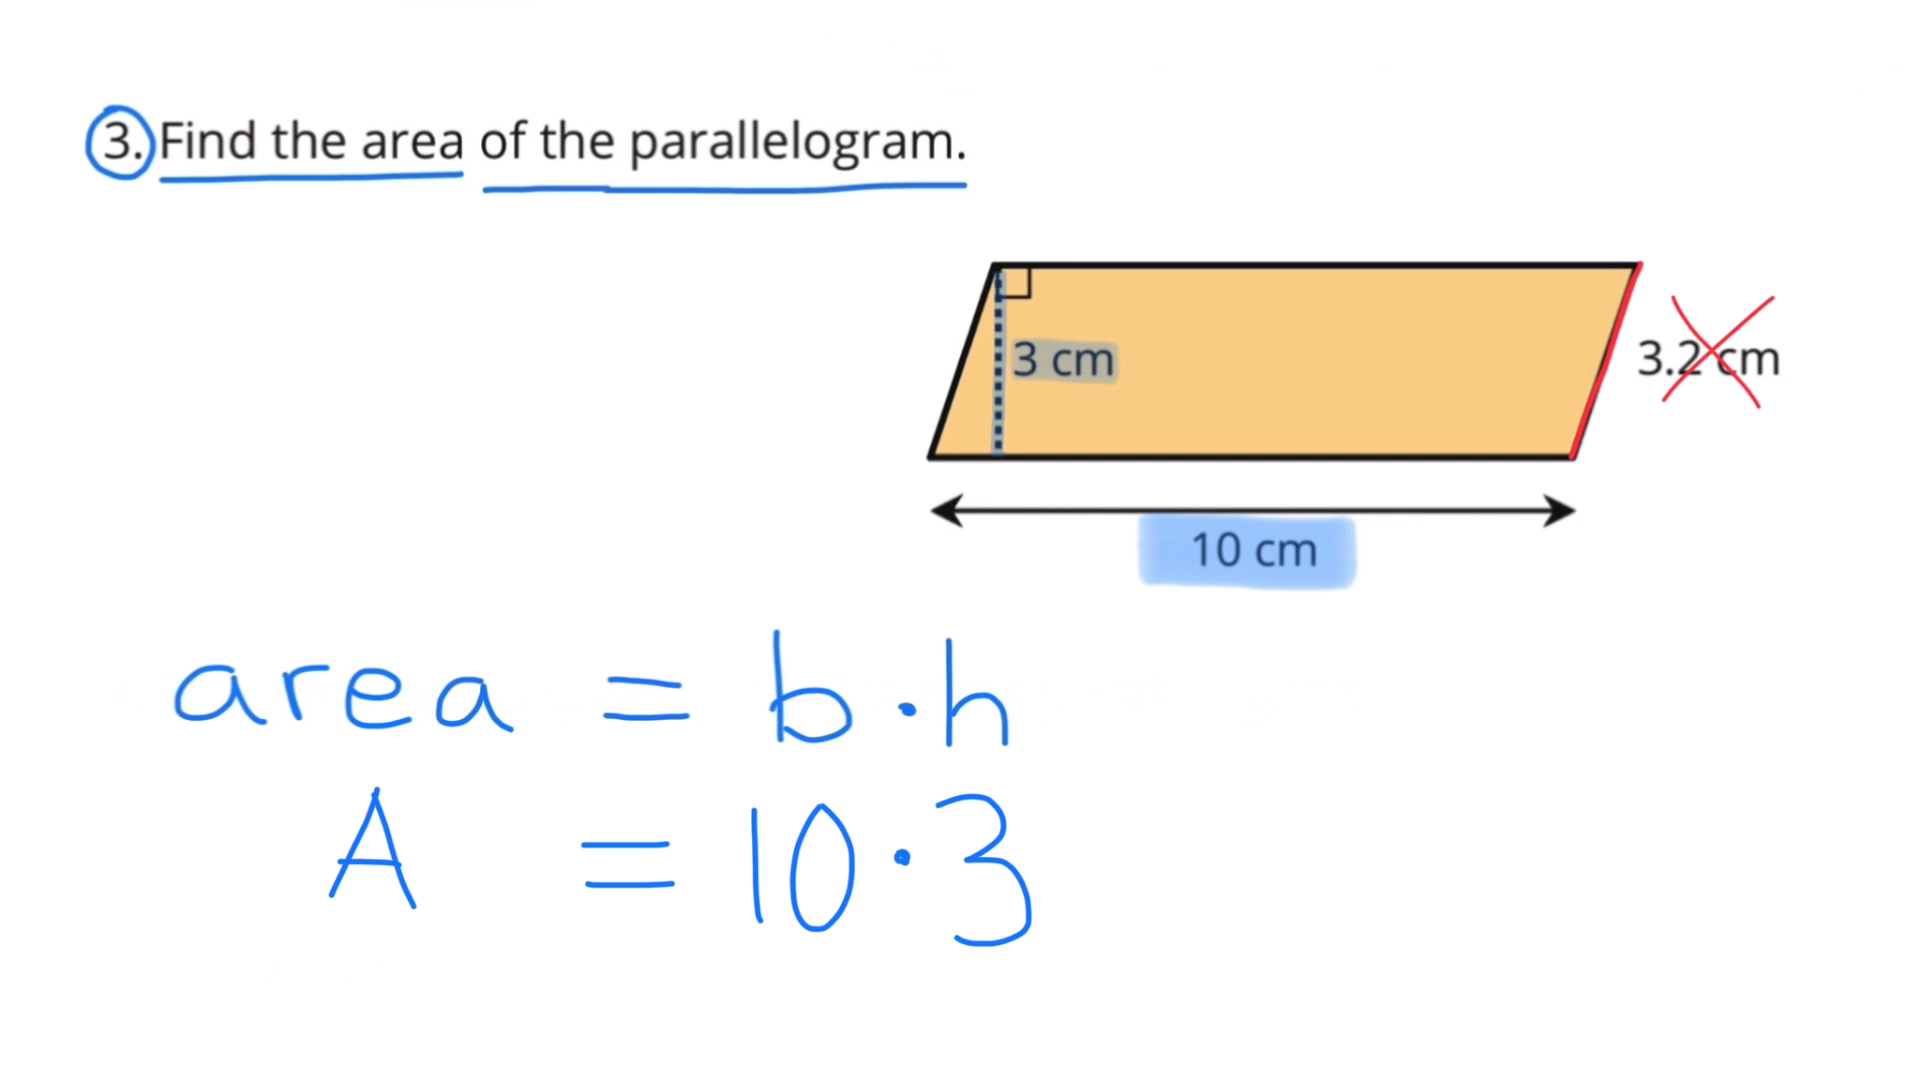 3. Find the area of the parallelogram.
3 cm
3.2 cm
10 cm
area = b · h
A = 10 · 3